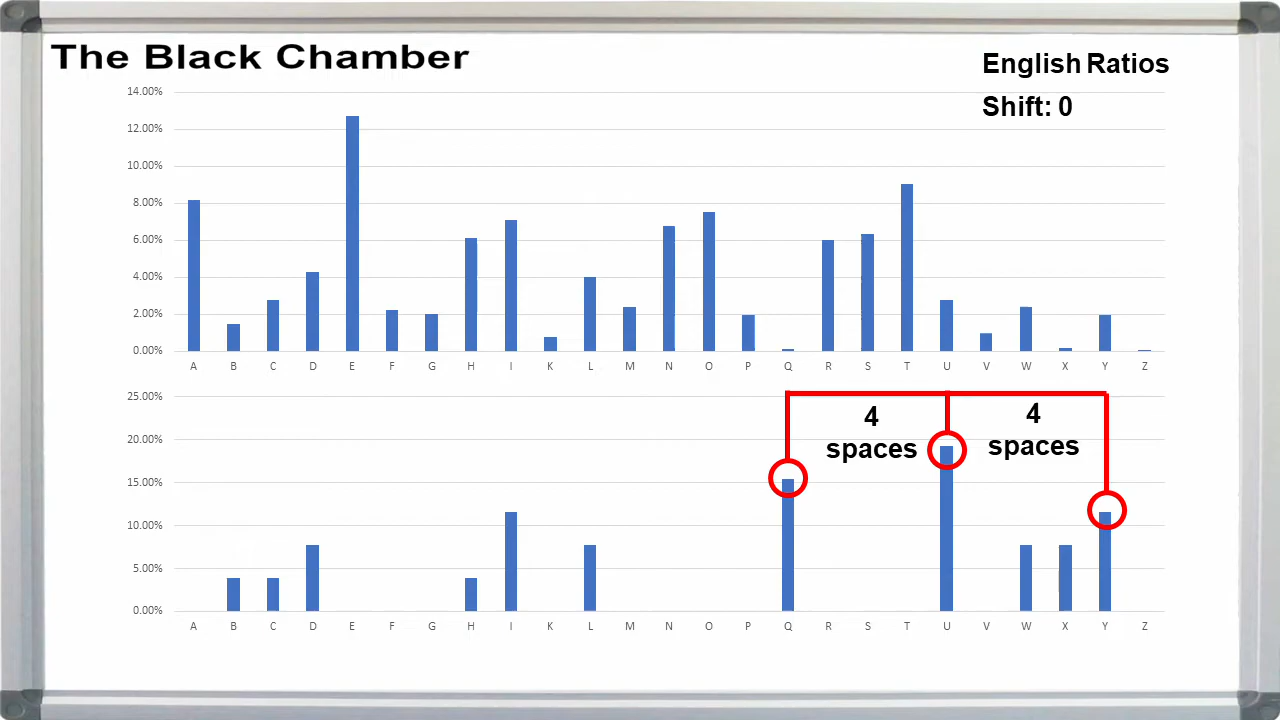 The Black Chamber
English Ratios
Shift: 0
14.00%
12.00%
10.00%
8.00%
6.00%
4.00%
2.00%
0.00%
A B C D E F G H I K L M N O P Q R S T U V W X Y Z
25.00%
20.00%
15.00%
10.00%
5.00%
0.00%
4
spaces
4
spaces
A B C D E F G H I K L M N O P Q R S T U V W X Y Z